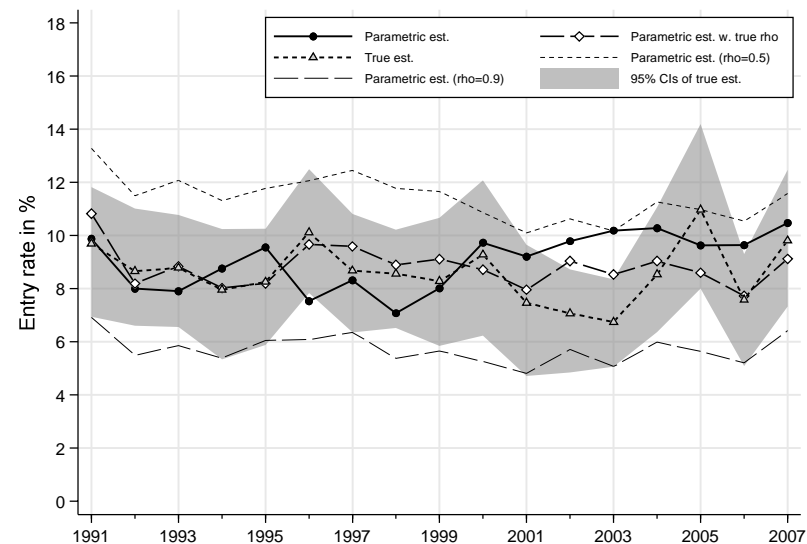 Parametric est.
Parametric est. w. true rho
True est.
Parametric est. (rho=0.5)
Parametric est. (rho=0.9)
95% CIs of true est.
Entry rate in %
18
16
14
12
10
8
6
4
2
0
1991 1993 1995 1997 1999 2001 2003 2005 2007